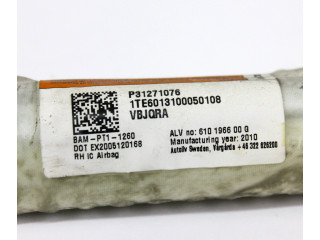 P31271076
1TE6013100050108
VBJQRA
BAM-PT1-1260
DOT EX2005120168
RH IC Airbag
ALV no: 610 1966 00 G
Manufacturing year: 2010
Autoliv Sweden, Vårgårda +46 322 626200